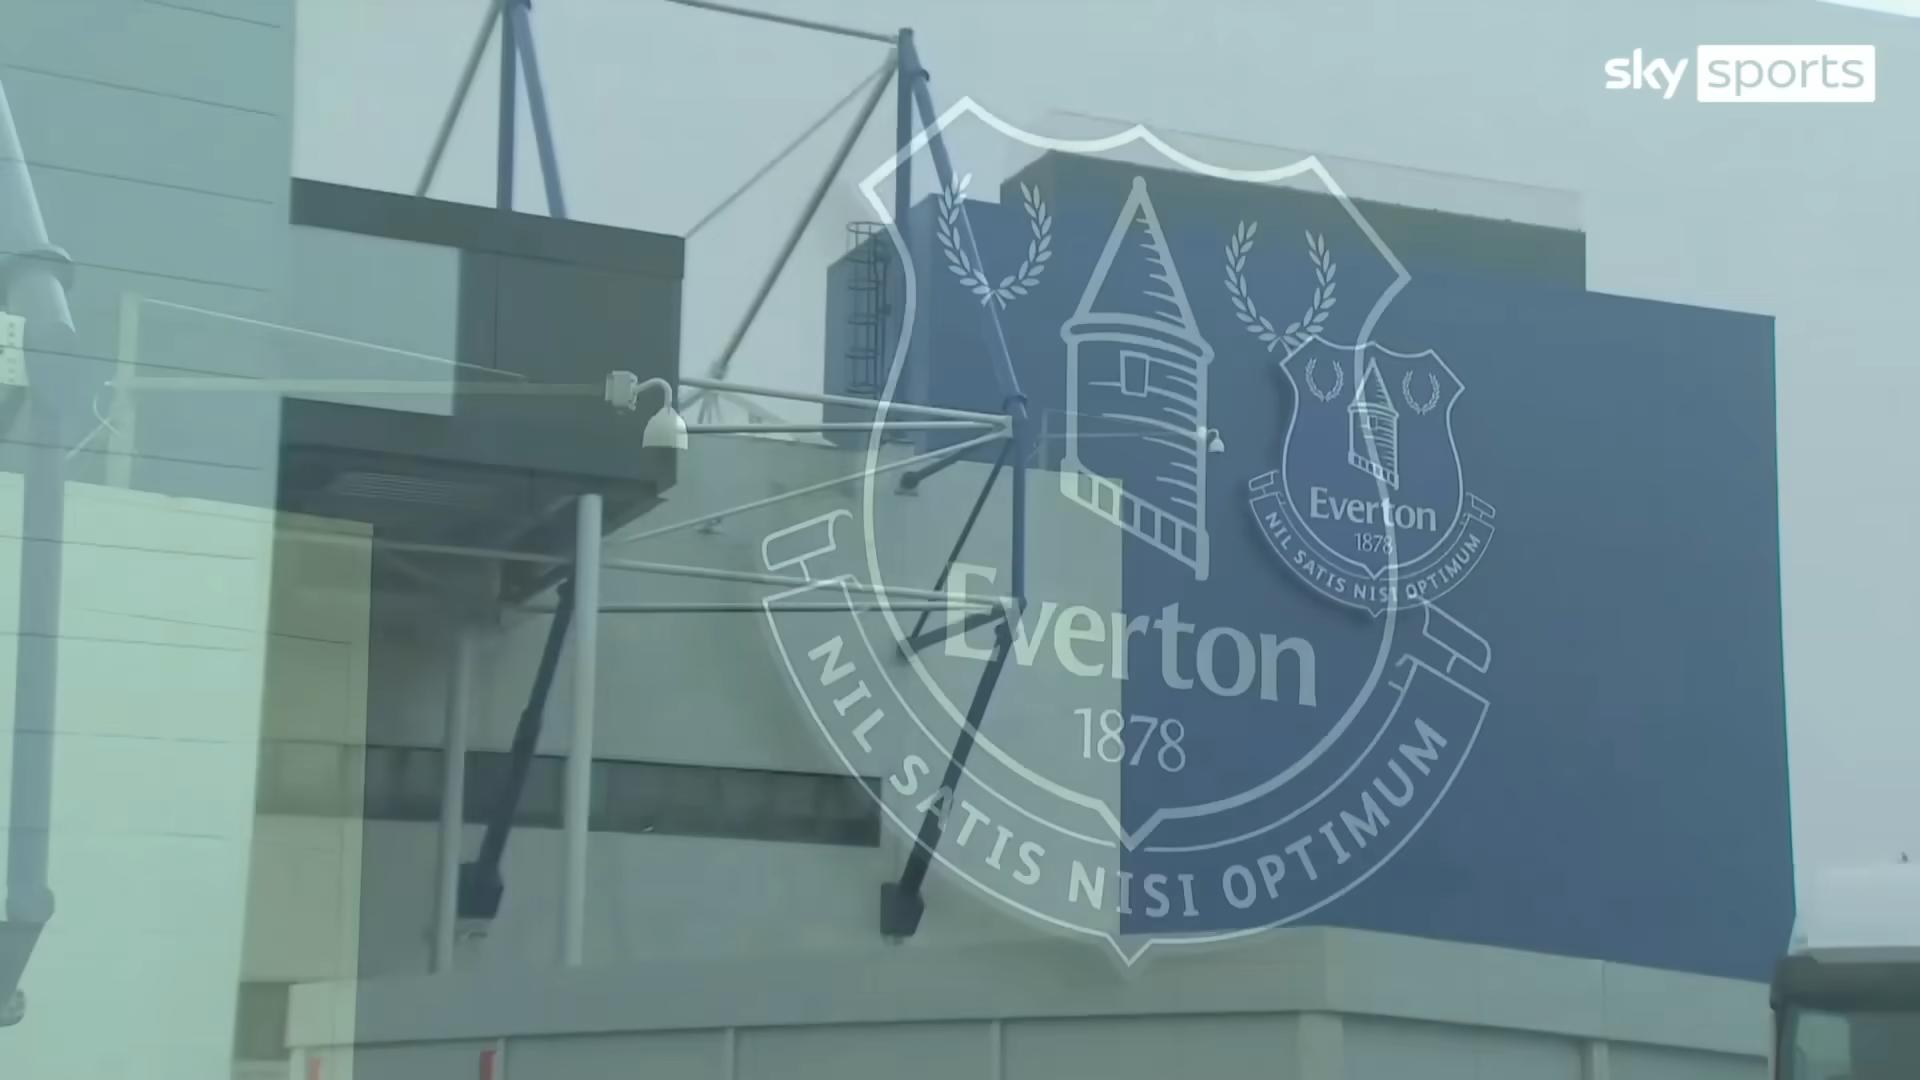 sky sports
Everton
1878
NIL SATIS NISI OPTIMUM
Everton
1878
NIL SATIS NISI OPTIMUM